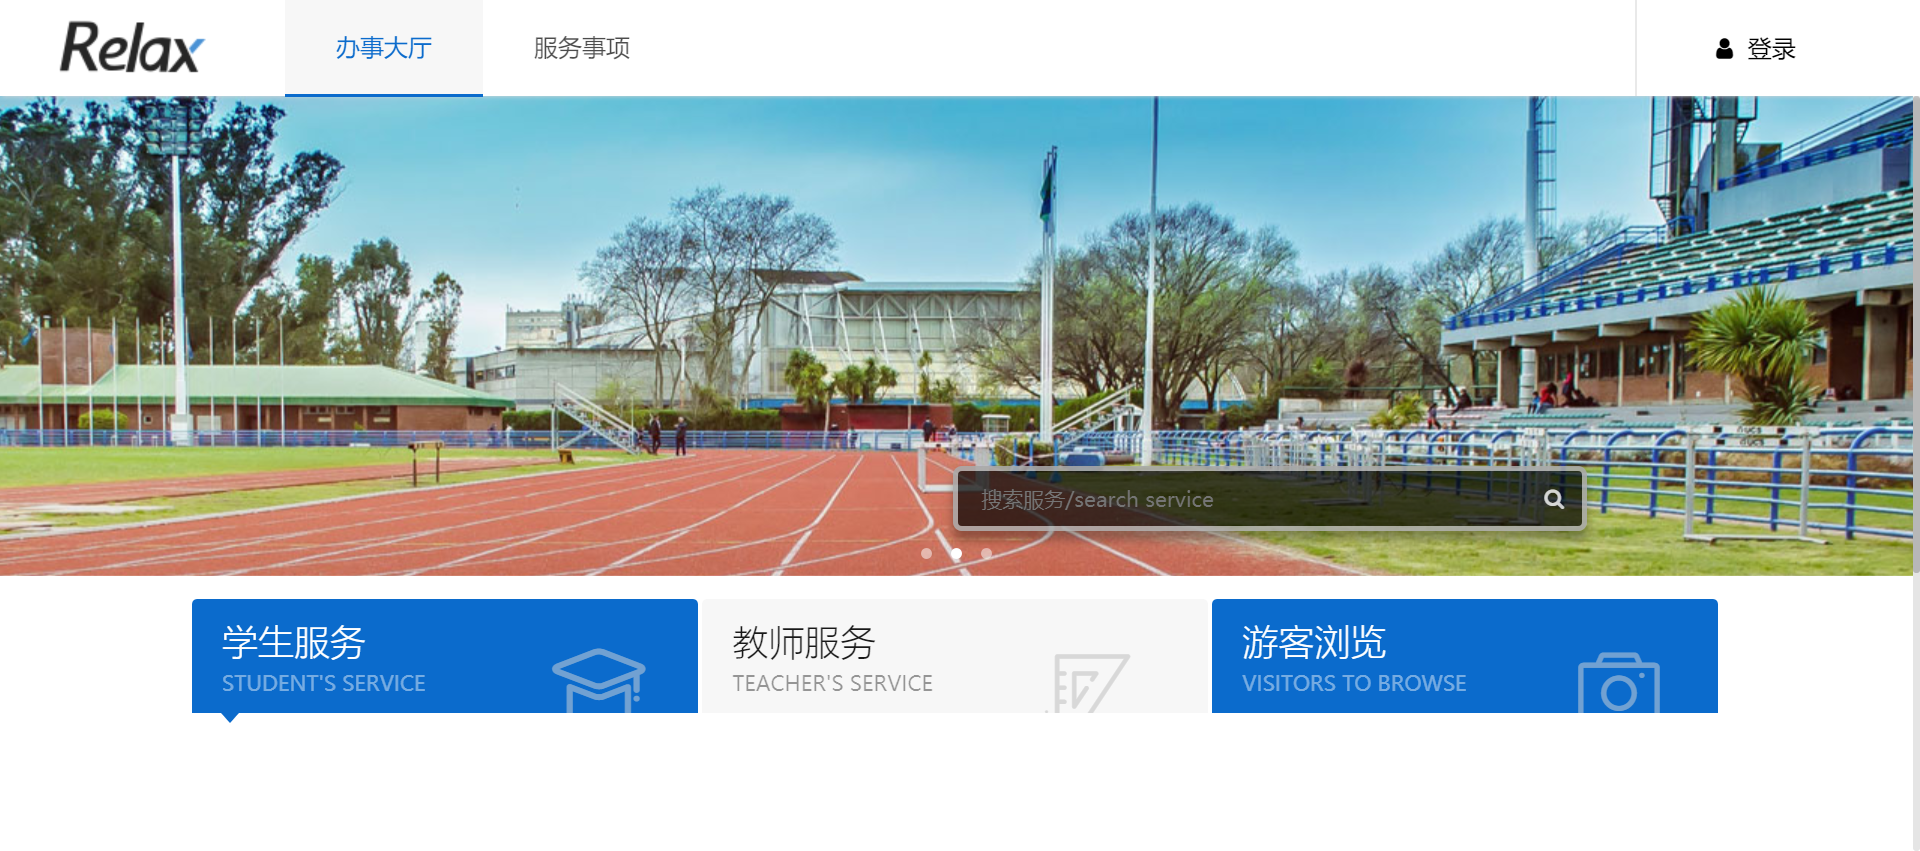 Relax
办事大厅
服务事项
登录
搜索服务/search service
学生服务
STUDENT'S SERVICE
教师服务
TEACHER'S SERVICE
游客浏览
VISITORS TO BROWSE